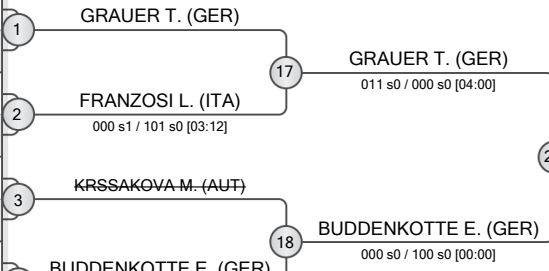 GRAUER T. (GER)
1
17
GRAUER T. (GER)
011 s0 / 000 s0 [04:00]
FRANZOSI L. (ITA)
2
000 s1 / 101 s0 [03:12]
2
KRSSAKOVA M. (AUT)
3
18
BUDDENKOTTE E. (GER)
000 s0 / 100 s0 [00:00]
BUDDENKOTTE E. (GER)